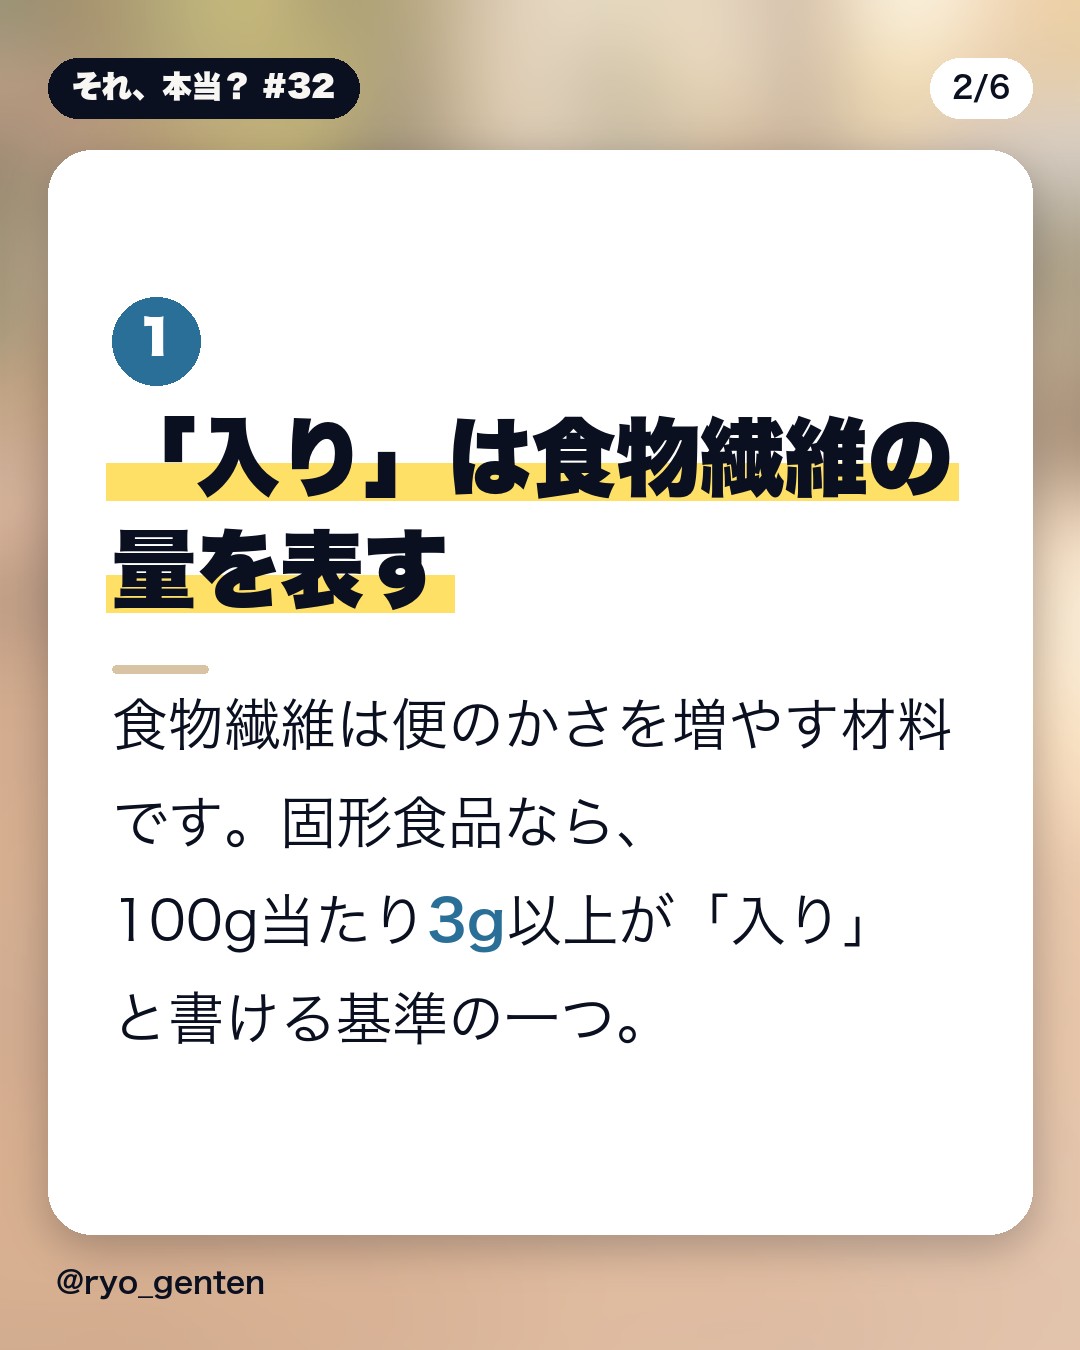 それ、本当？ #32
2/6
1
「入り」は食物繊維の
量を表す
食物繊維は便のかさを増やす材料
です。固形食品なら、
100g当たり3g以上が「入り」
と書ける基準の一つ。
@ryo_genten